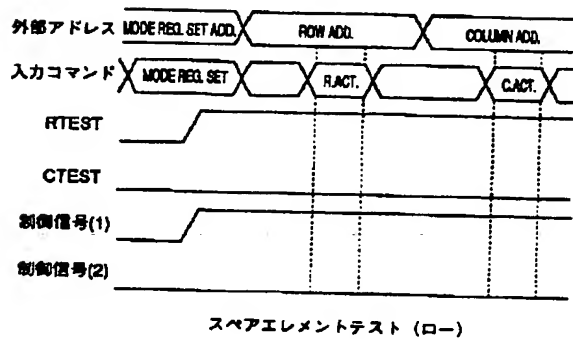 外部アドレス MODE REG. SET ADD. ROW ADD. COLUMN ADD.
入力コマンド MODE REG. SET R.ACT. C.ACT.
RTEST
CTEST
制御信号(1)
制御信号(2)
スペアエレメントテスト (ロー)